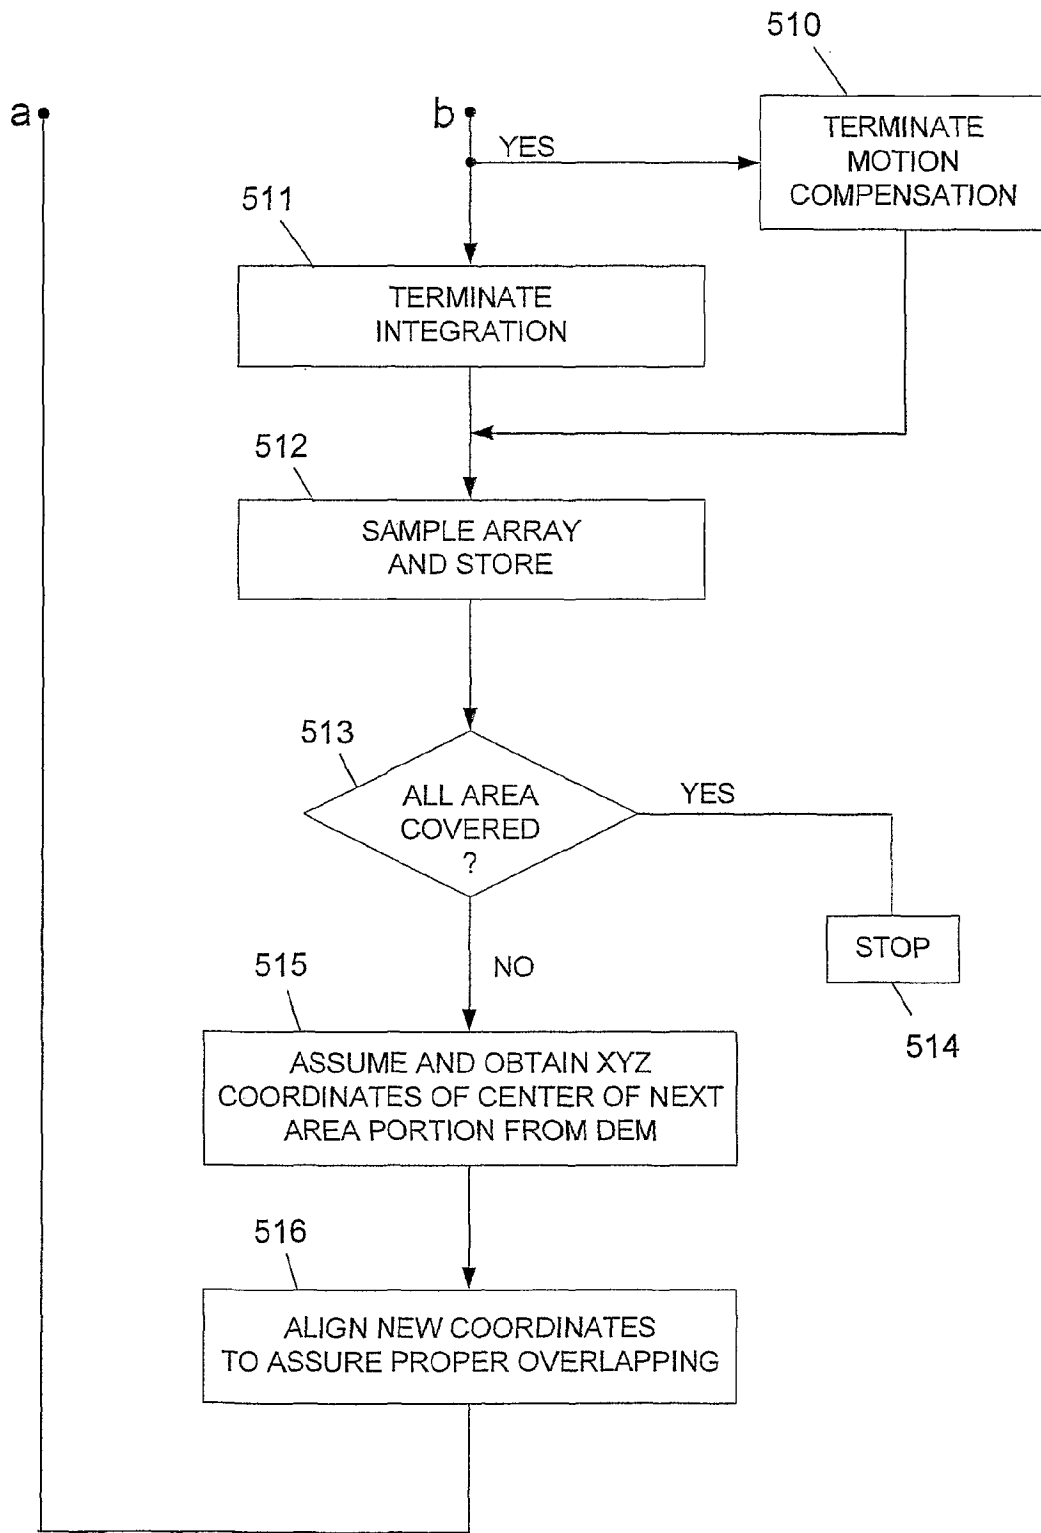 510
a
b
YES
TERMINATE
MOTION
COMPENSATION
511
TERMINATE
INTEGRATION
512
SAMPLE ARRAY
AND STORE
513
ALL AREA
COVERED
?
YES
STOP
514
NO
515
ASSUME AND OBTAIN XYZ
COORDINATES OF CENTER OF NEXT
AREA PORTION FROM DEM
516
ALIGN NEW COORDINATES
TO ASSURE PROPER OVERLAPPING